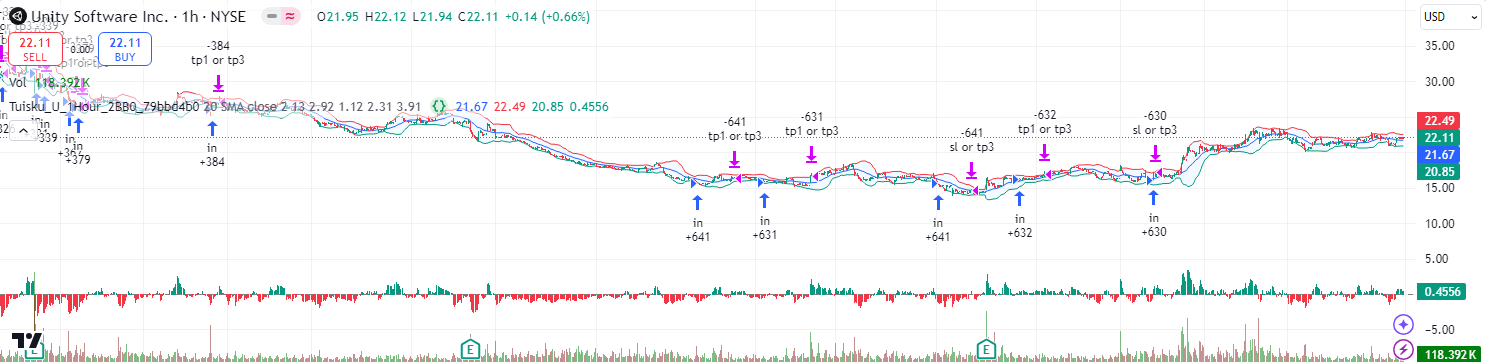 Unity Software Inc. · 1h · NYSE
O21.95 H22.12 L21.94 C22.11 +0.14 (+0.66%)
USD
22.11
SELL
0.00
22.11
BUY
Vol 118.392 K
Tuisku_U_1Hour_2BB0_79bbd4b0 20 SMA close 2 13 2.92 1.12 2.31 3.91 21.67 22.49 20.85 0.4556
-384
tp1 or tp3
-641
tp1 or tp3
-631
tp1 or tp3
-641
sl or tp3
-632
tp1 or tp3
-630
sl or tp3
in
+379
in
+384
in
+641
in
+631
in
+641
in
+632
in
+630
35.00
30.00
22.49
22.11
21.67
20.85
15.00
10.00
5.00
0.4556
−5.00
118.392 K
E
E
E